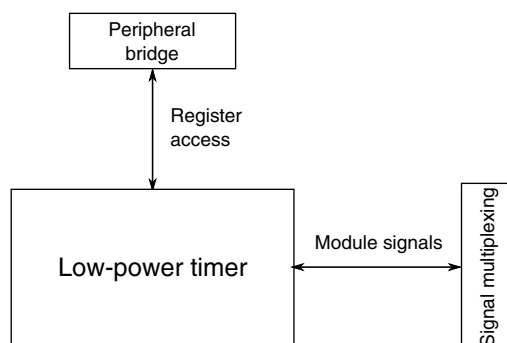 Peripheral
bridge
Register
access
Low-power timer
Module signals
Signal multiplexing